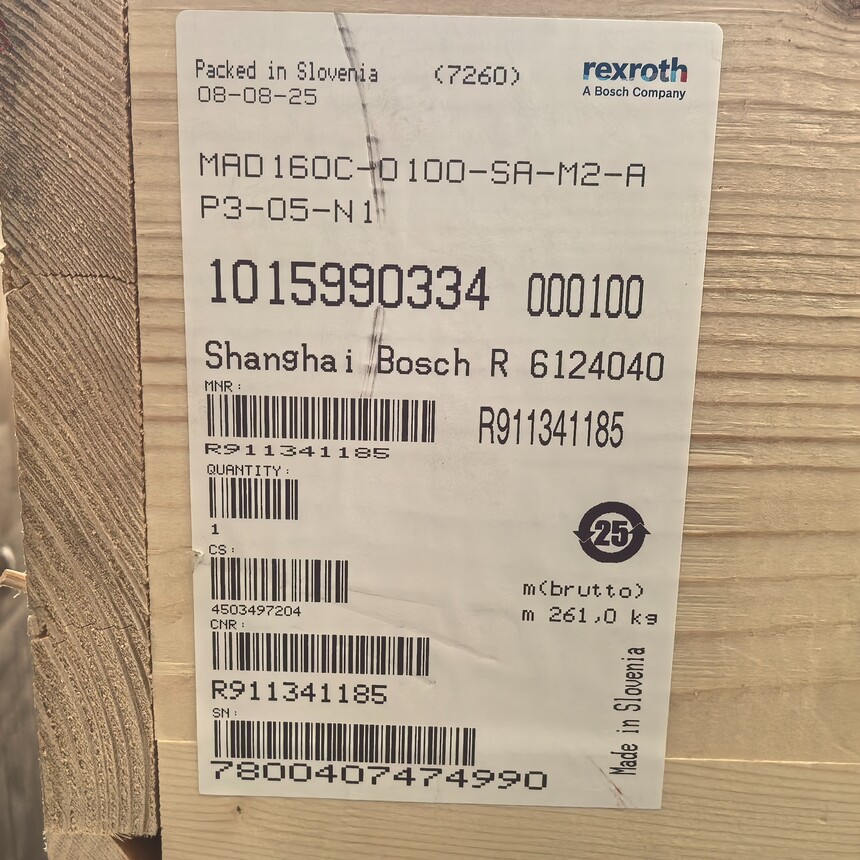 Packed in Slovenia (7260) rexroth
08-08-25 A Bosch Company
MAD160C-0100-SA-M2-A
P3-05-N1
1015990334 000100
Shanghai Bosch R 6124040
MNR:
R911341185
R911341185
QUANTITY:
1
25
CS:
4503497204
m(brutto)
m 261,0 kg
CNR:
R911341185
SN:
7800407474990
Made in Slovenia